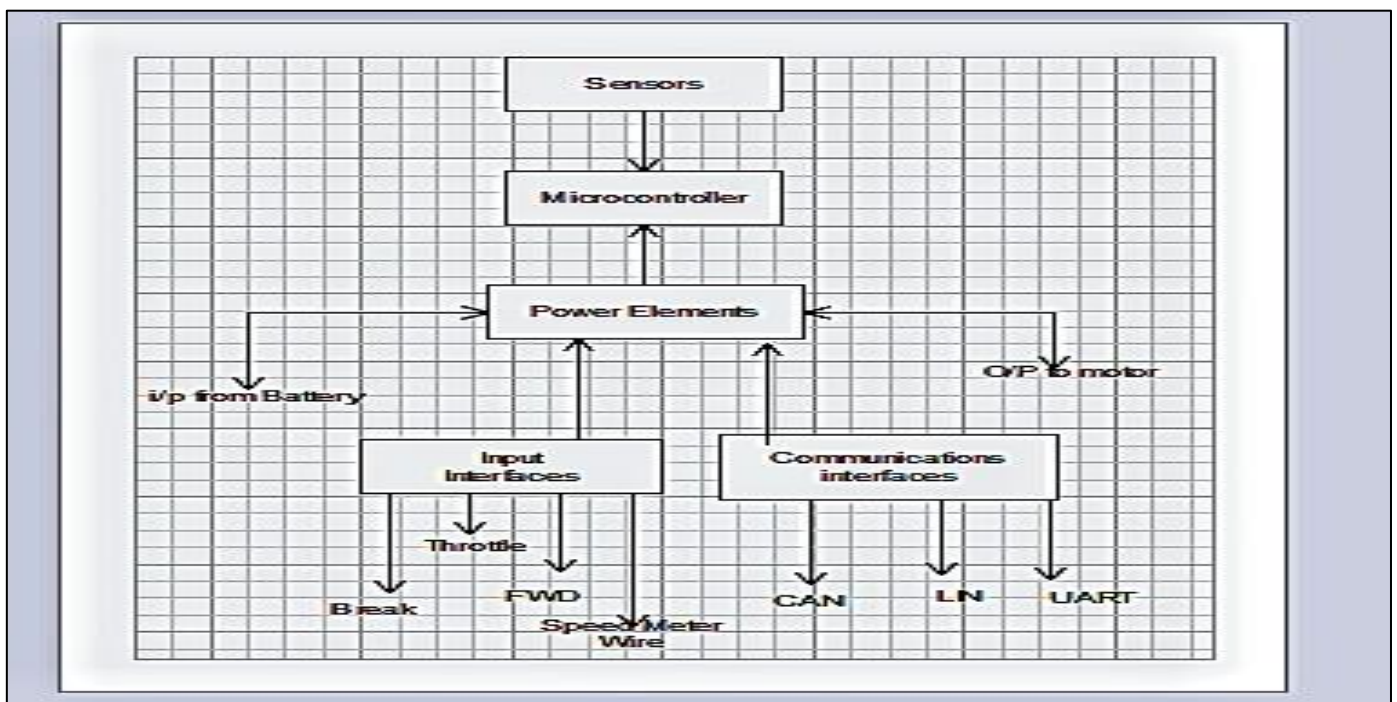 Sensors
Microcontroller
Power Elements
i/p from Battery
O/P to motor
Input
Interfaces
Communications
interfaces
Throttle
Break
FWD
Speed Meter
Wire
CAN
LIN
UART